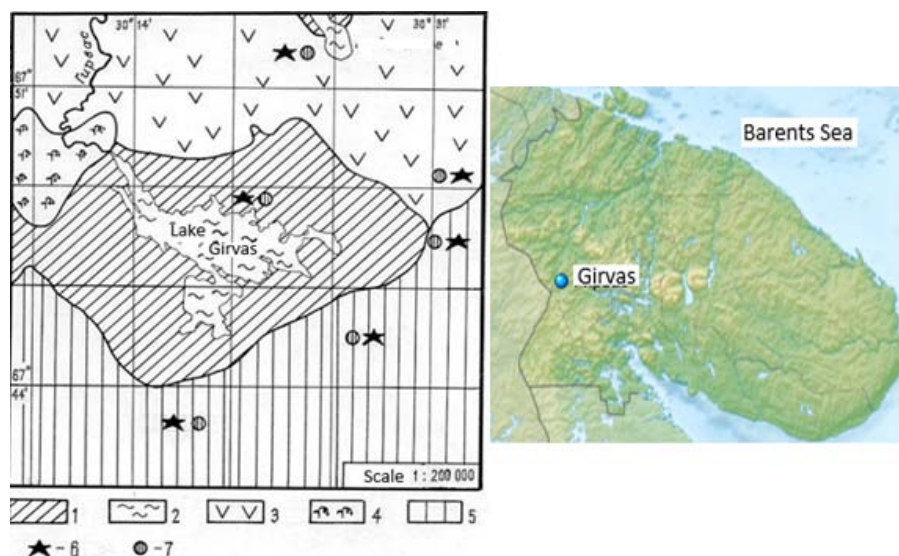 30° 14'
30° 31'
е
Гирвас
67°
51'
Lake
Girvas
67°
44'
Scale 1 : 200 000
1
2
3
4
5
- 6
- 7
Barents Sea
Girvas